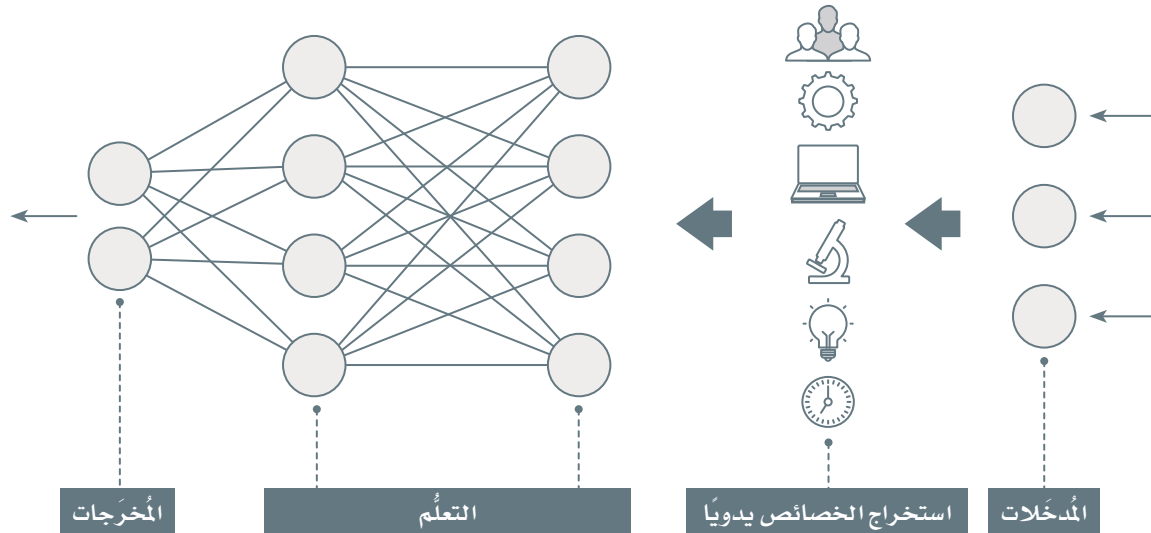 المُدخَلات
استخراج الخصائص يدويًا
التعلُّم
المُخرَجات